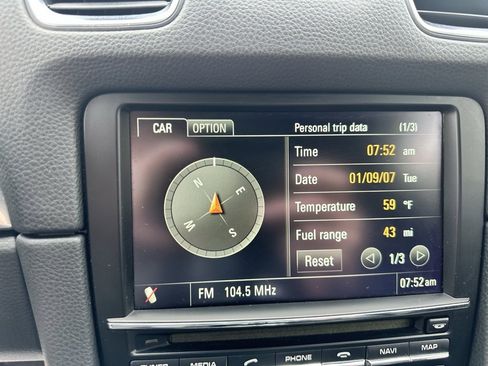 CAR OPTION Personal trip data (1/3)
Time 07:52 am
Date 01/09/07 Tue
Temperature 59 °F
Fuel range 43 mi
Reset 1/3
N E
W S
FM 104.5 MHz 07:52am
TUNER MEDIA PHONE NAVI MAP